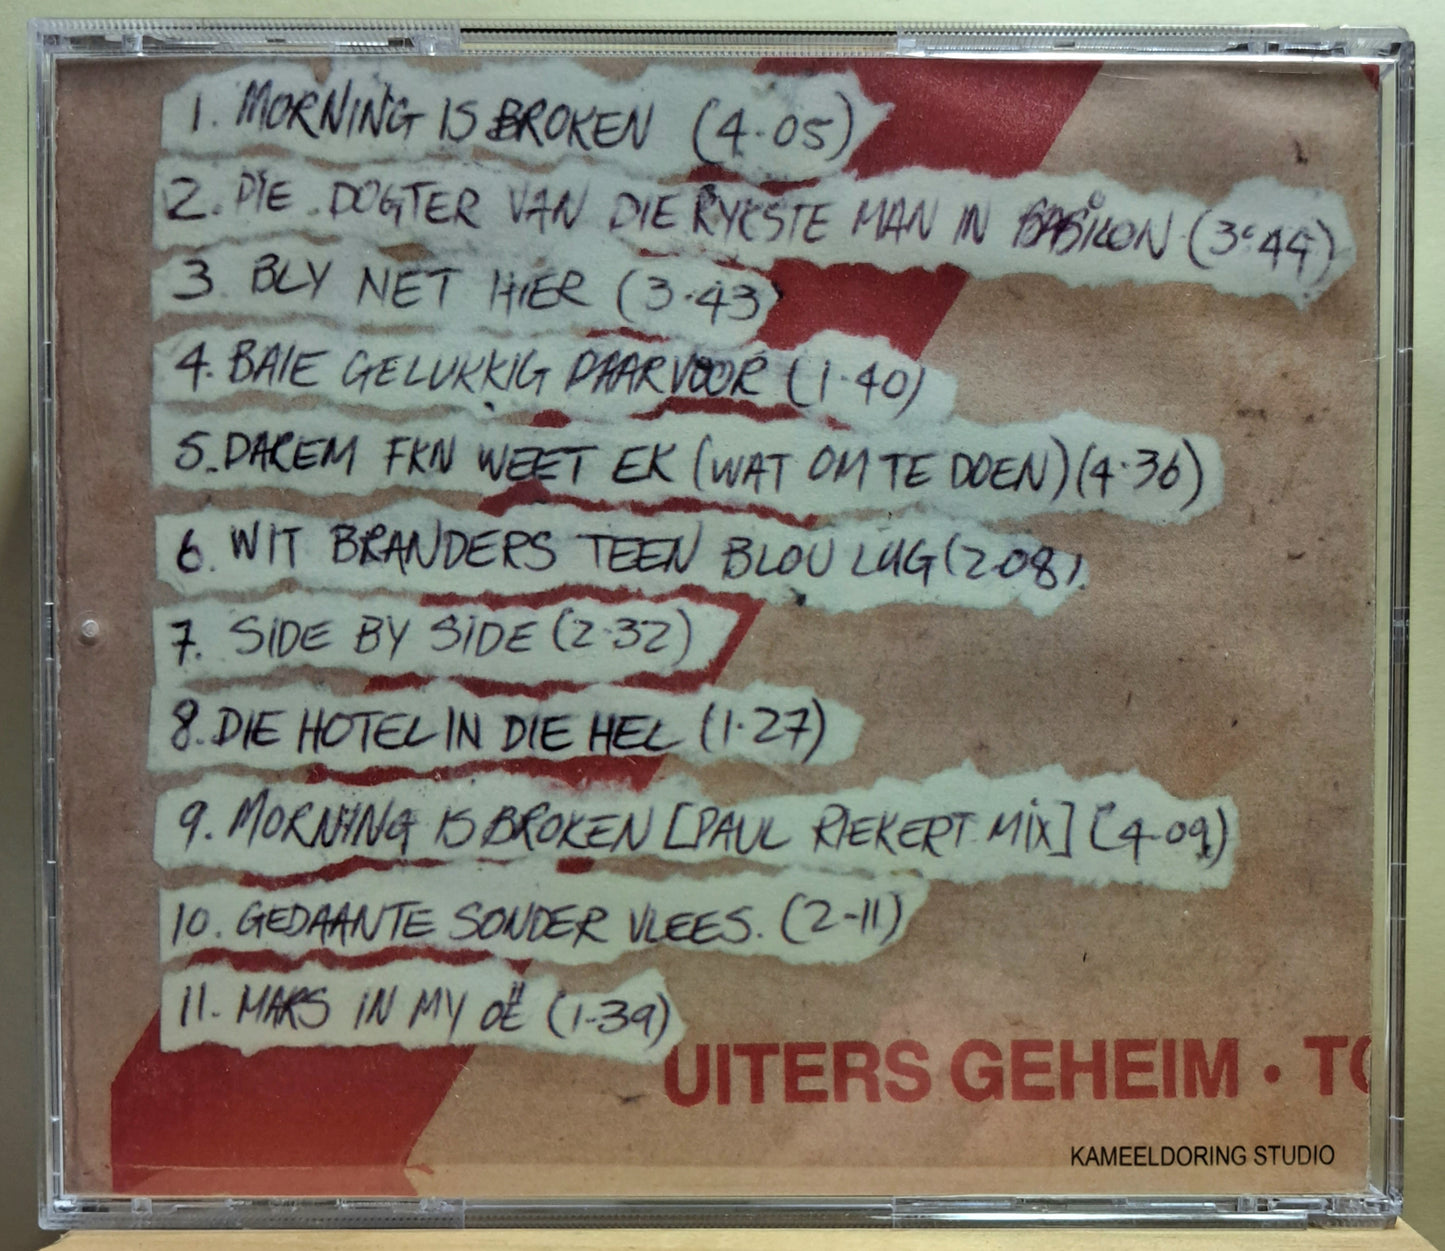 1. MORNING IS BROKEN (4.05)
2. DIE DOGTER VAN DIE RYKSTE MAN IN BABILON (3.44)
3. BLY NET HIER (3.43
4. BAIE GELUKKIG DAARVOOR (1.40)
5. DAREM FKN WEET EK (WAT OM TE DOEN) (4.36)
6. WIT BRANDERS TEEN BLOU LUG (2.08).
7. SIDE BY SIDE (2.32)
8. DIE HOTEL IN DIE HEL (1.27)
9. MORNING IS BROKEN [PAUL RIEKERT MIX] (4.09)
10. GEDAANTE SONDER VLEES. (2-11)
11. MARS IN MY OË (1-39)
UITERS GEHEIM • TO
KAMEELDORING STUDIO